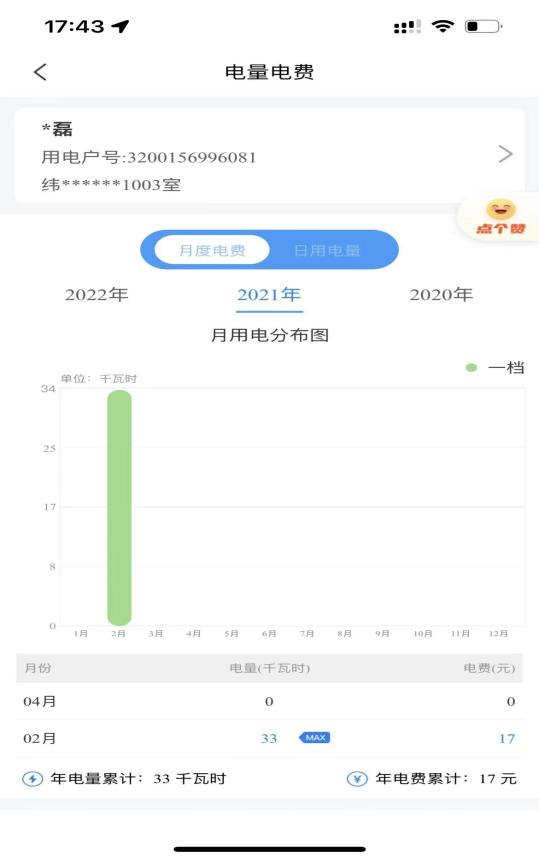 17:43
电量电费
*磊
用电户号:3200156996081
纬******1003室
点个赞
月度电费 日用电量
2022年 2021年 2020年
月用电分布图
一档
单位: 千瓦时
34
25
17
8
0
1月 2月 3月 4月 5月 6月 7月 8月 9月 10月 11月 12月
月份 电量(千瓦时) 电费(元)
04月 0 0
02月 33 MAX 17
年电量累计: 33 千瓦时 ¥ 年电费累计: 17 元